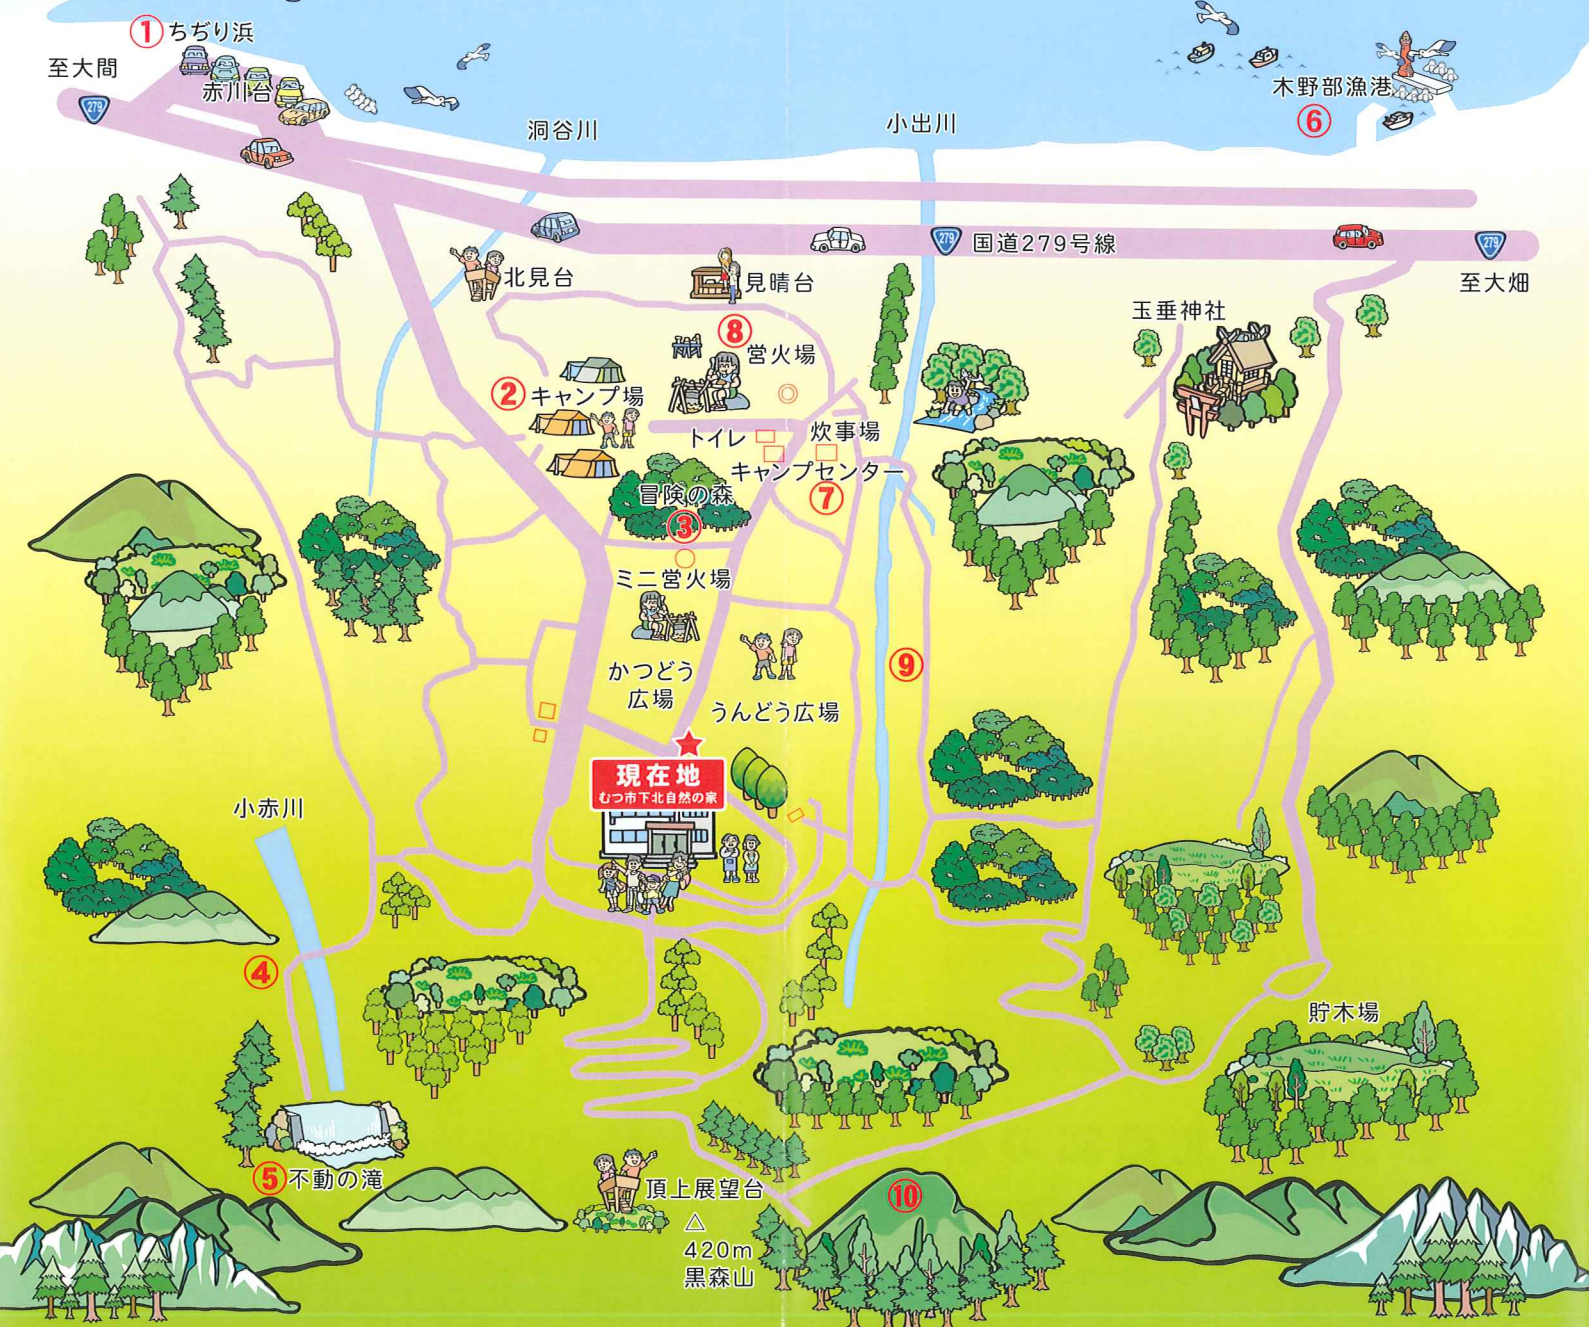 ①ちぢり浜
至大間
赤川台
279
洞谷川
小出川
木野部漁港
⑥
279
国道279号線
279
至大畑
北見台
見晴台
玉垂神社
⑧
営火場
②キャンプ場
トイレ
炊事場
キャンプセンター
⑦
冒険の森
③
ミニ営火場
かつどう
広場
うんどう広場
⑨
現在地
むつ市下北自然の家
小赤川
④
貯木場
⑤不動の滝
頂上展望台
△
420m
黒森山
⑩